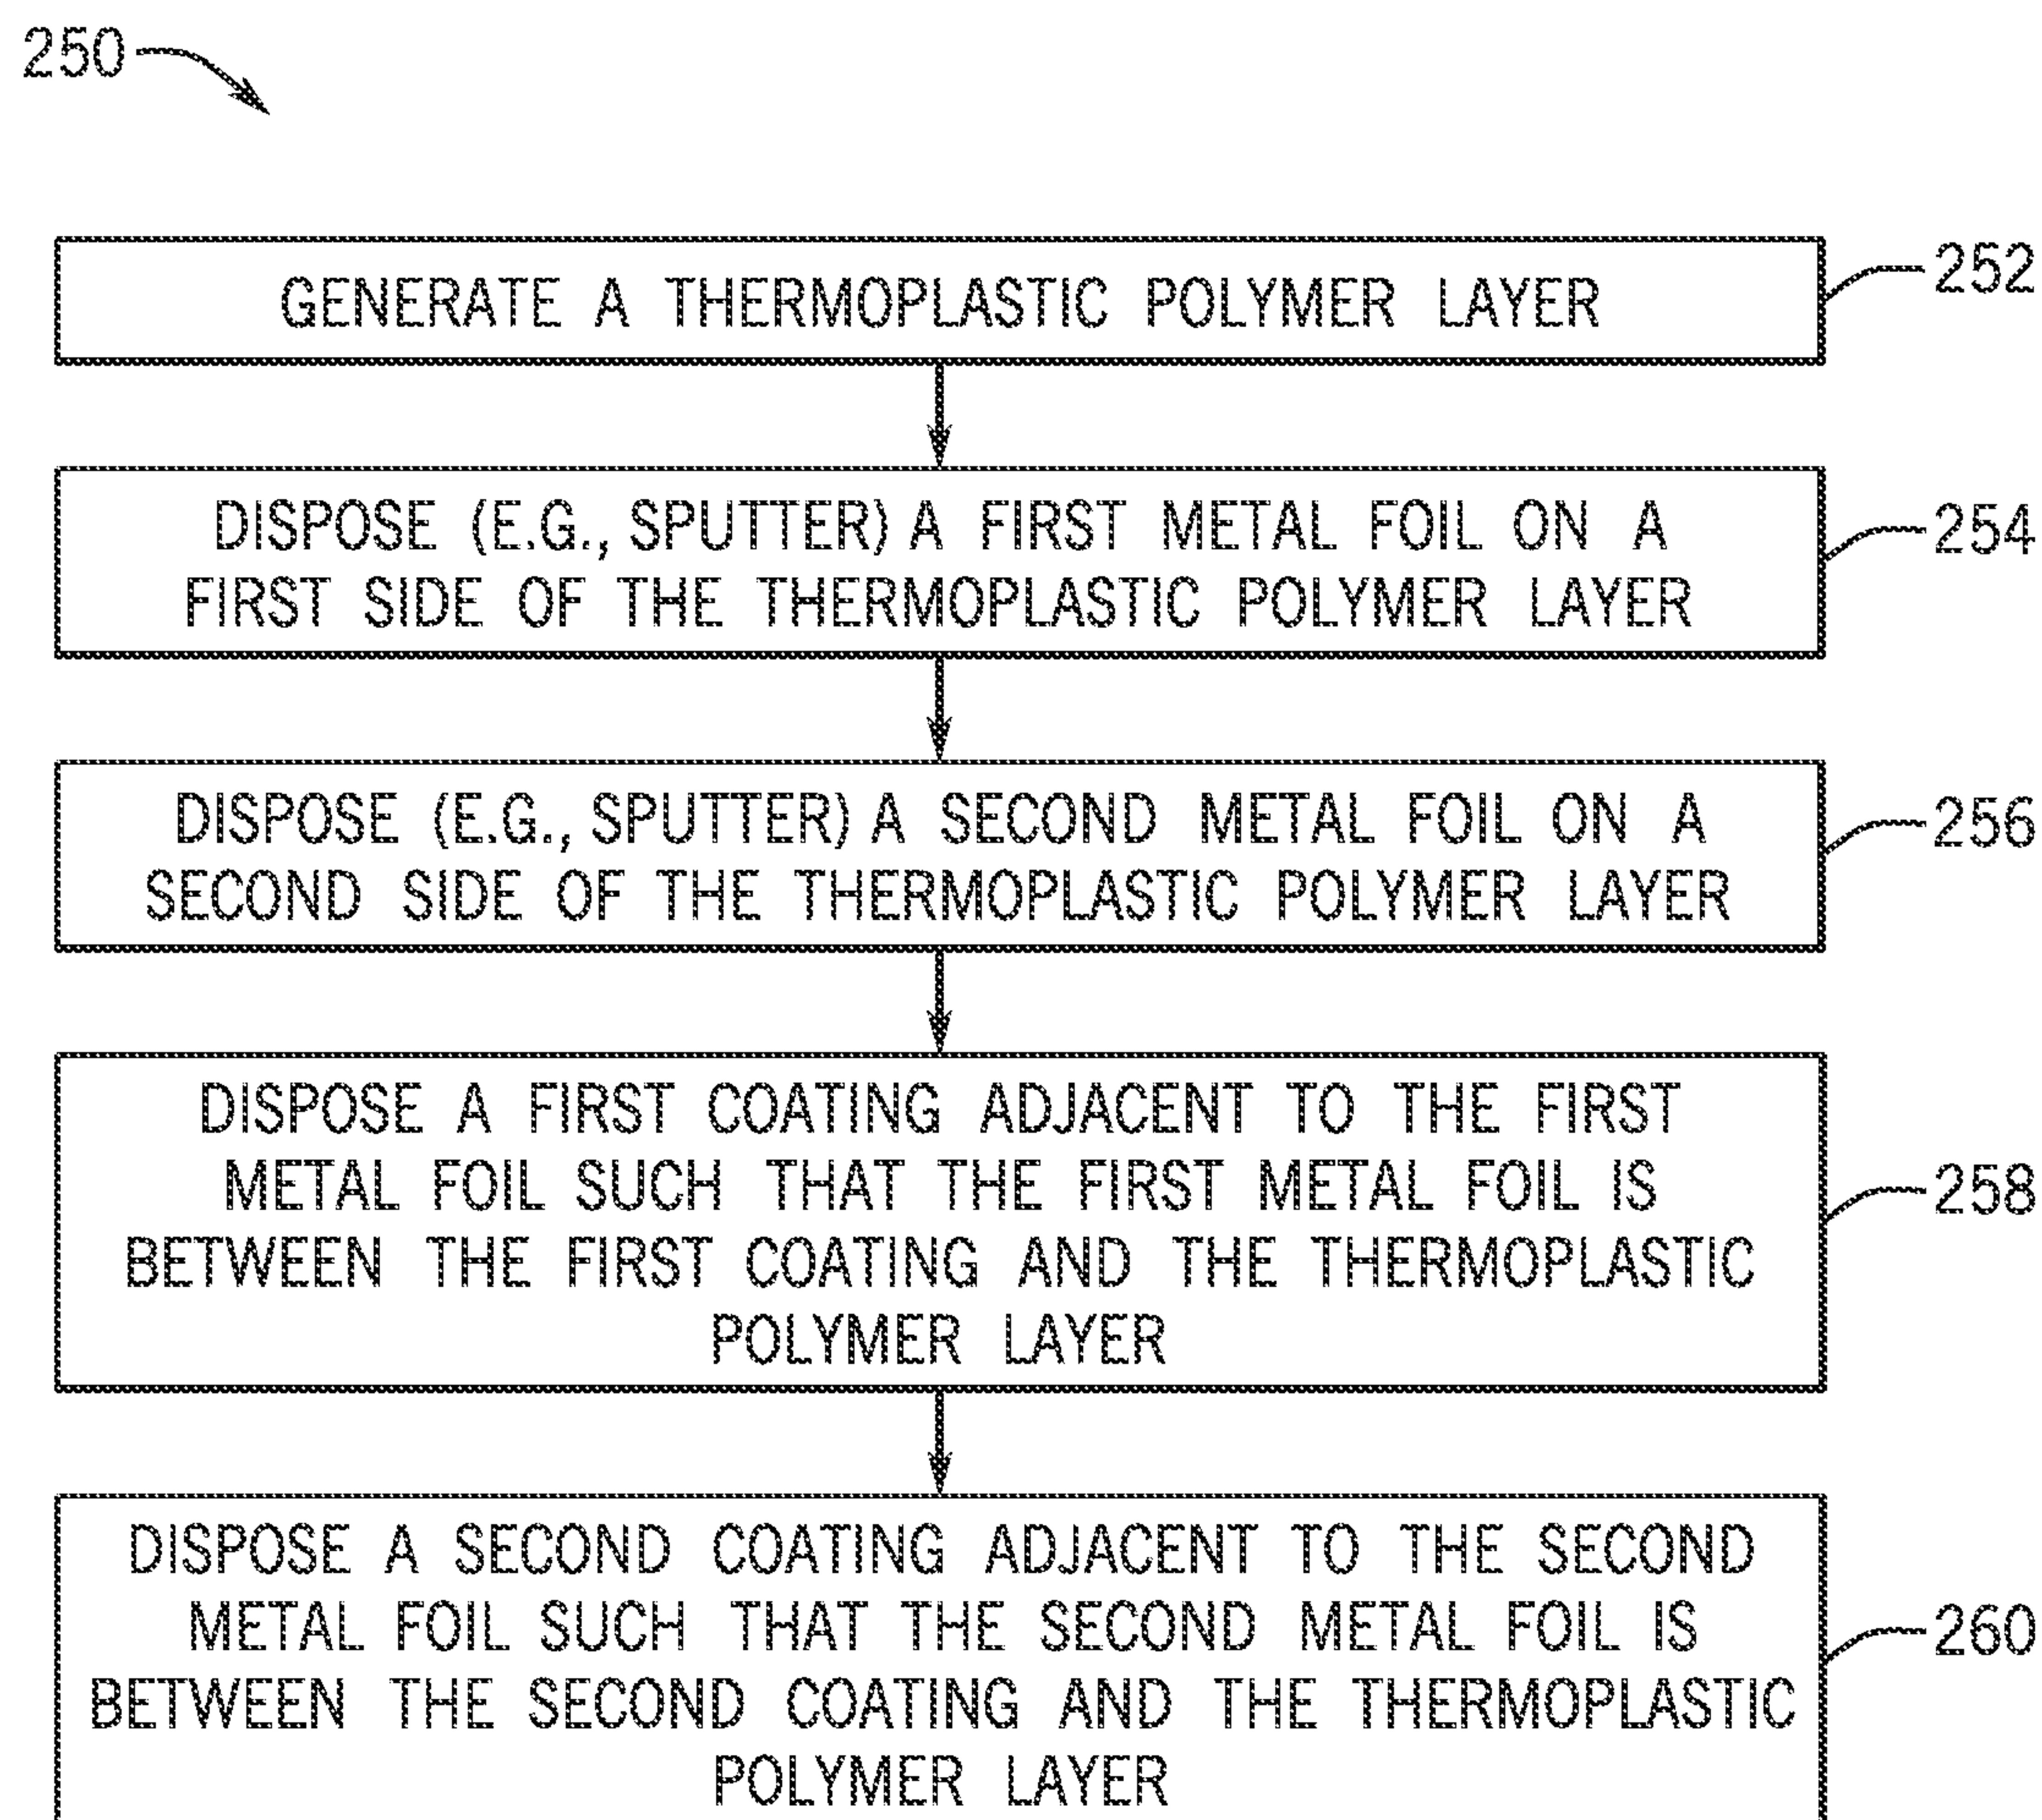 250
GENERATE A THERMOPLASTIC POLYMER LAYER
252
DISPOSE (E.G., SPUTTER) A FIRST METAL FOIL ON A
FIRST SIDE OF THE THERMOPLASTIC POLYMER LAYER
254
DISPOSE (E.G., SPUTTER) A SECOND METAL FOIL ON A
SECOND SIDE OF THE THERMOPLASTIC POLYMER LAYER
256
DISPOSE A FIRST COATING ADJACENT TO THE FIRST
METAL FOIL SUCH THAT THE FIRST METAL FOIL IS
BETWEEN THE FIRST COATING AND THE THERMOPLASTIC
POLYMER LAYER
258
DISPOSE A SECOND COATING ADJACENT TO THE SECOND
METAL FOIL SUCH THAT THE SECOND METAL FOIL IS
BETWEEN THE SECOND COATING AND THE THERMOPLASTIC
POLYMER LAYER
260